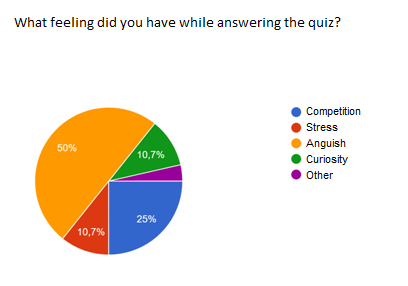 What feeling did you have while answering the quiz?
Competition
Stress
Anguish
Curiosity
Other
50%
10,7%
25%
10,7%